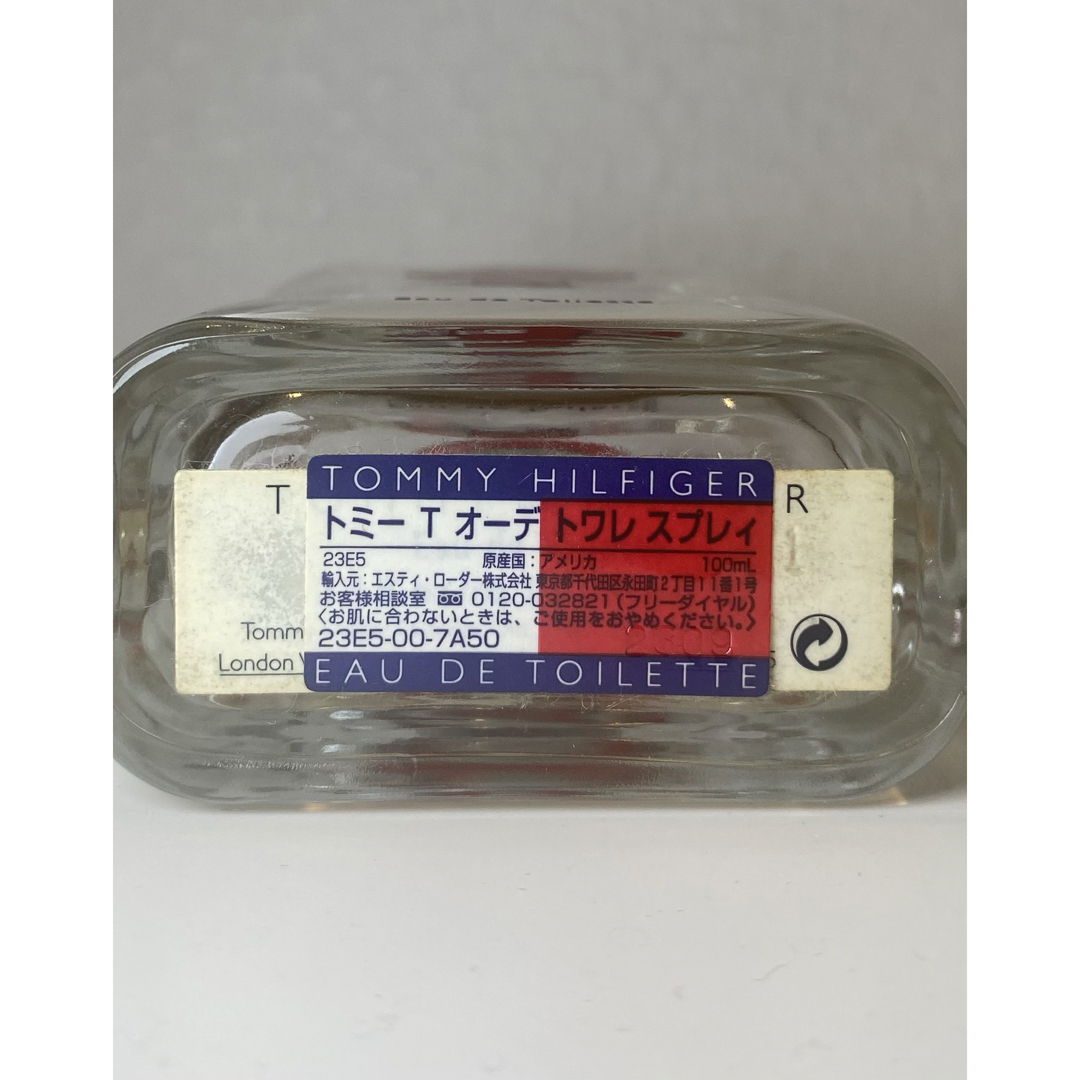 Eau de Toilette
TOMMY HILFIGER
T R
トミー T オーデ トワレ スプレィ
23E5 原産国:アメリカ 100mL
輸入元:エスティ・ローダー株式会社 東京都千代田区永田町2丁目11番1号
お客様相談室 0120-032821(フリーダイヤル)
〈お肌に合わないときは、ご使用をおやめください。〉
23E5-00-7A50
EAU DE TOILETTE
Tomm
London